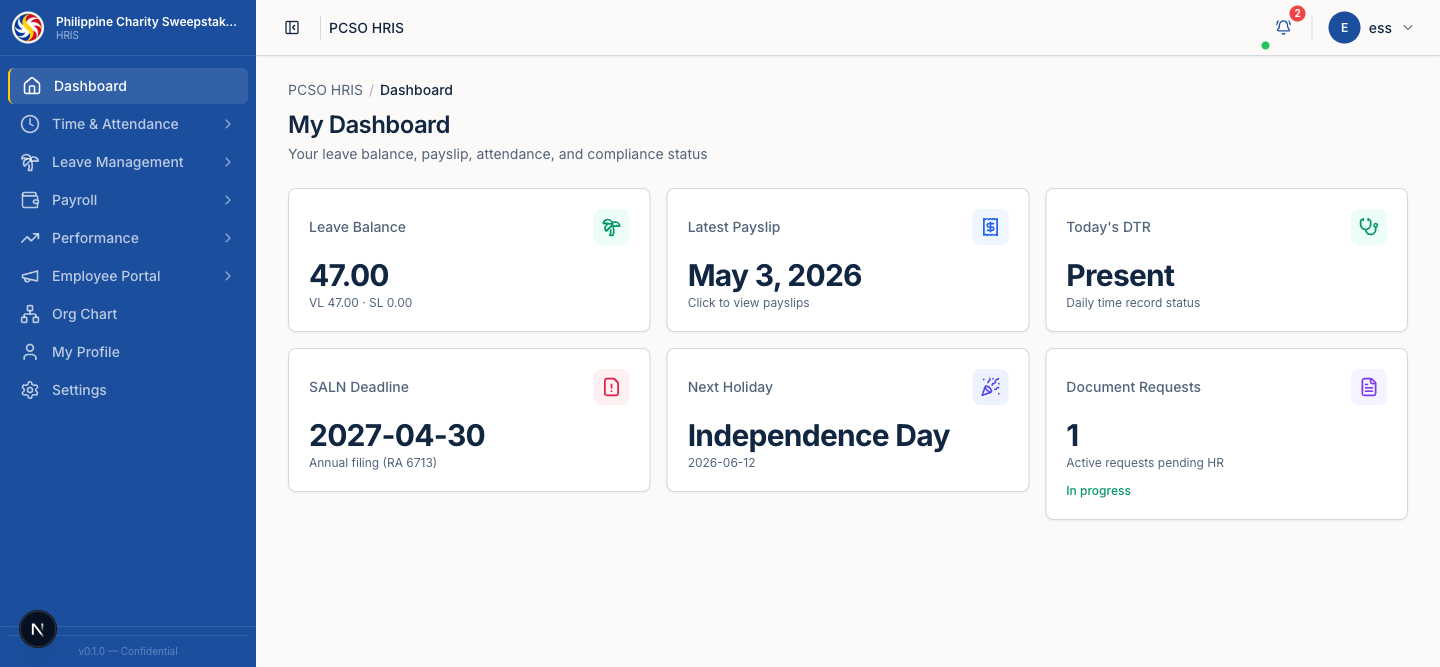 Philippine Charity Sweepstak...
HRIS
Dashboard
Time & Attendance
Leave Management
Payroll
Performance
Employee Portal
Org Chart
My Profile
Settings
N
v0.1.0 — Confidential
PCSO HRIS
2
E
ess
PCSO HRIS / Dashboard
My Dashboard
Your leave balance, payslip, attendance, and compliance status
Leave Balance
47.00
VL 47.00 · SL 0.00
Latest Payslip
May 3, 2026
Click to view payslips
Today's DTR
Present
Daily time record status
SALN Deadline
2027-04-30
Annual filing (RA 6713)
Next Holiday
Independence Day
2026-06-12
Document Requests
1
Active requests pending HR
In progress